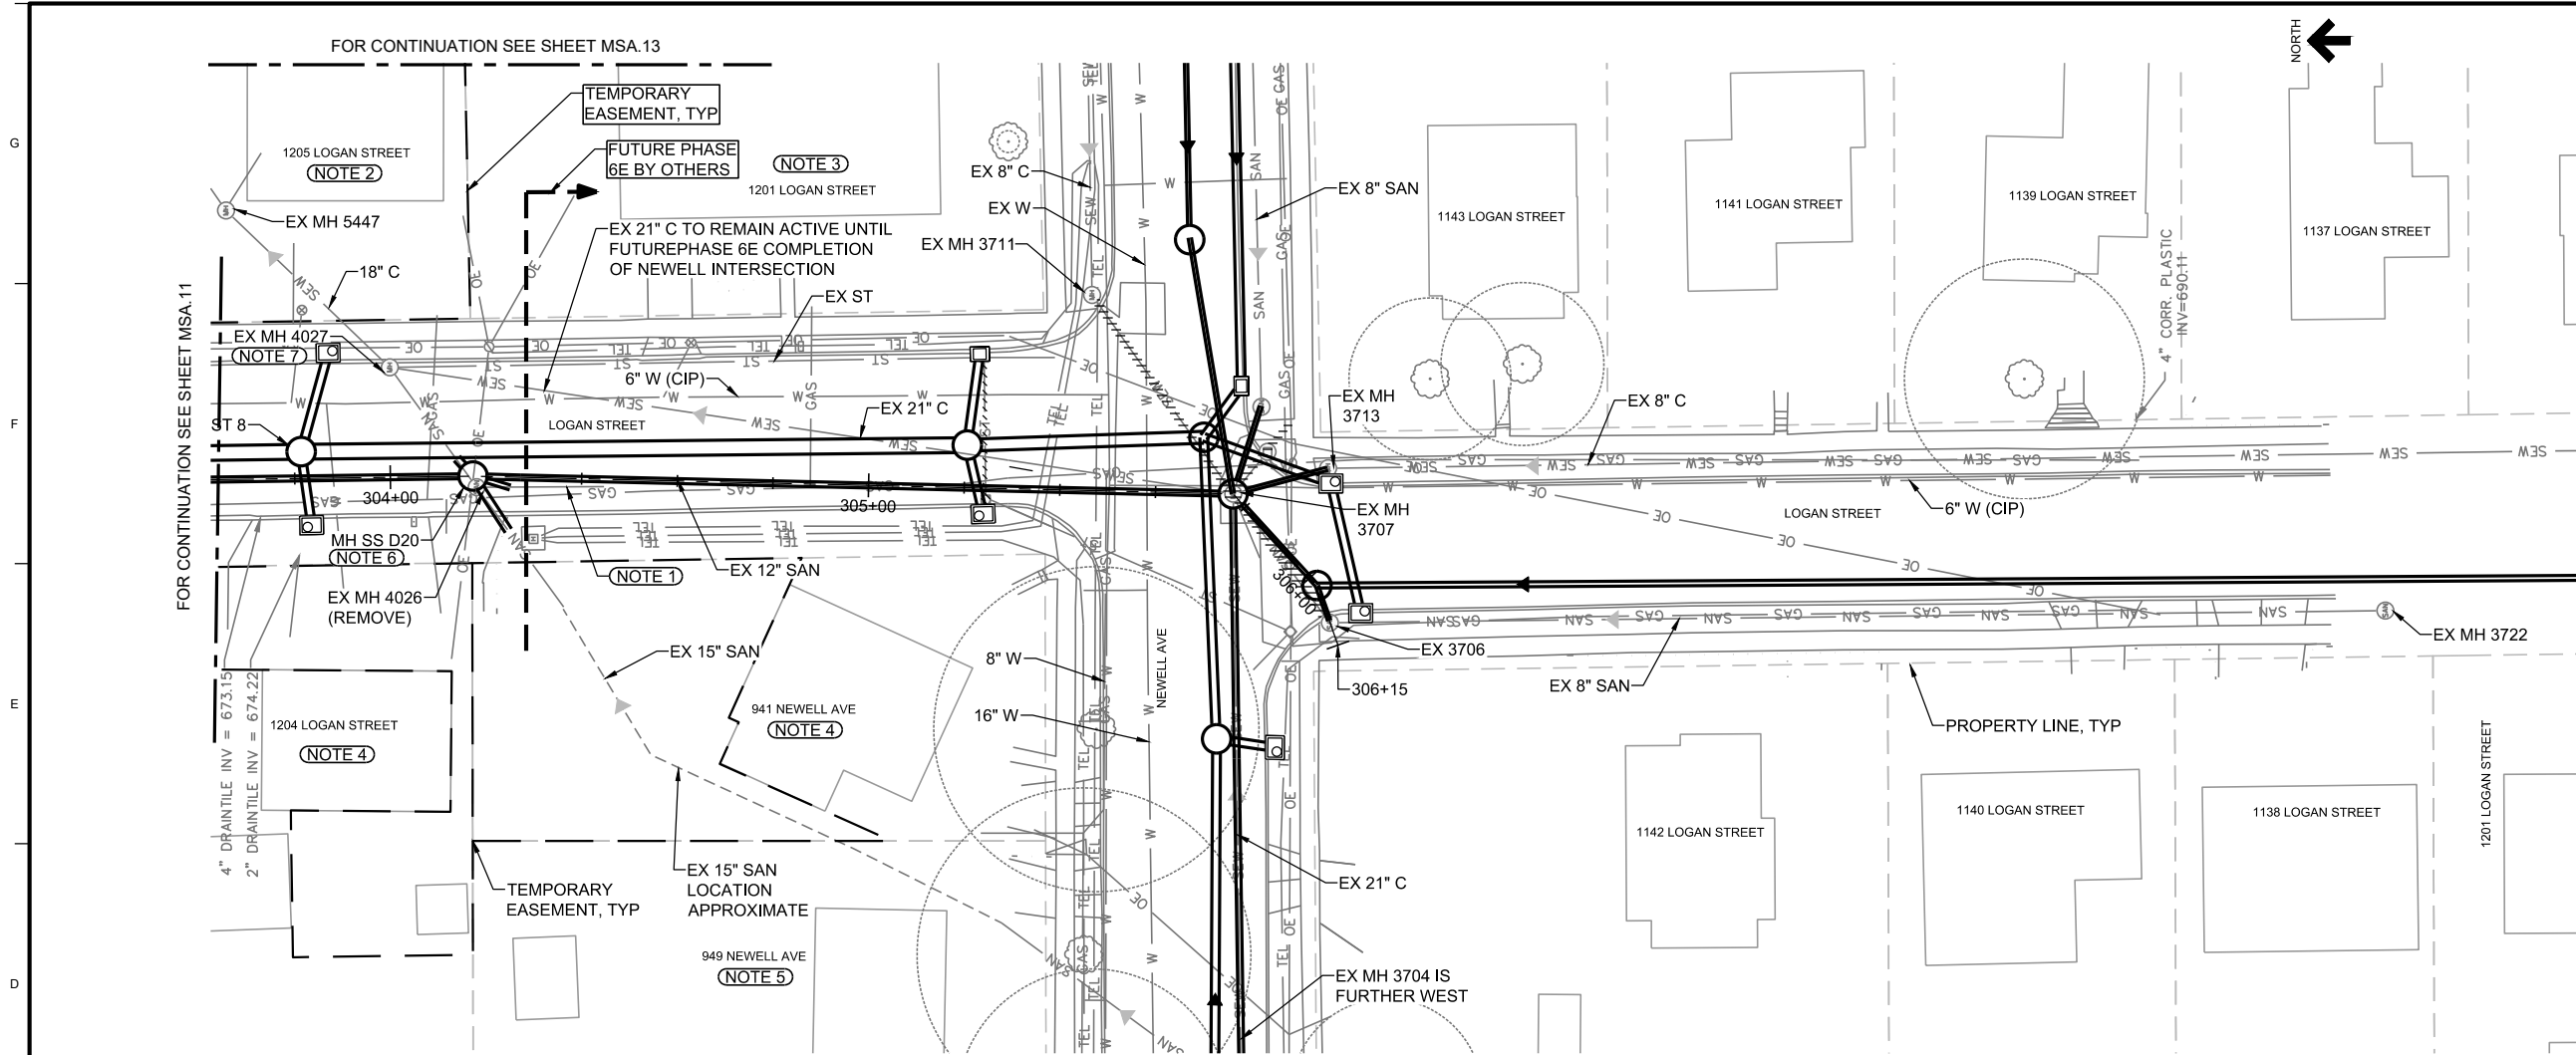 FOR CONTINUATION SEE SHEET MSA.13
NORTH
G
F
E
D
FOR CONTINUATION SEE SHEET MSA.11
TEMPORARY
EASEMENT, TYP
FUTURE PHASE
6E BY OTHERS
NOTE 3
1201 LOGAN STREET
1205 LOGAN STREET
NOTE 2
EX MH 5447
18" C
EX 21" C TO REMAIN ACTIVE UNTIL
FUTUREPHASE 6E COMPLETION
OF NEWELL INTERSECTION
EX ST
EX MH 4027
NOTE 7
6" W (CIP)
EX 21" C
ST 8
LOGAN STREET
304+00
305+00
MH SS D20
NOTE 6
EX MH 4026
(REMOVE)
NOTE 1
EX 12" SAN
EX 8" C
EX W
EX MH 3711
EX 8" SAN
1143 LOGAN STREET
1141 LOGAN STREET
1139 LOGAN STREET
1137 LOGAN STREET
4" CORR. PLASTIC
INV=690.11
EX MH
3713
EX 8" C
EX MH
3707
LOGAN STREET
6" W (CIP)
306+00
EX 3706
306+15
EX 8" SAN
EX MH 3722
PROPERTY LINE, TYP
EX 15" SAN
8" W
16" W
NEWELL AVE
941 NEWELL AVE
NOTE 4
1204 LOGAN STREET
NOTE 4
4" DRAINTILE INV = 673.15
2" DRAINTILE INV = 674.22
TEMPORARY
EASEMENT, TYP
EX 15" SAN
LOCATION
APPROXIMATE
949 NEWELL AVE
NOTE 5
EX 21" C
EX MH 3704 IS
FURTHER WEST
1142 LOGAN STREET
1140 LOGAN STREET
1138 LOGAN STREET
1201 LOGAN STREET
SEW
SAN
GAS
TEL
OE
ST
W